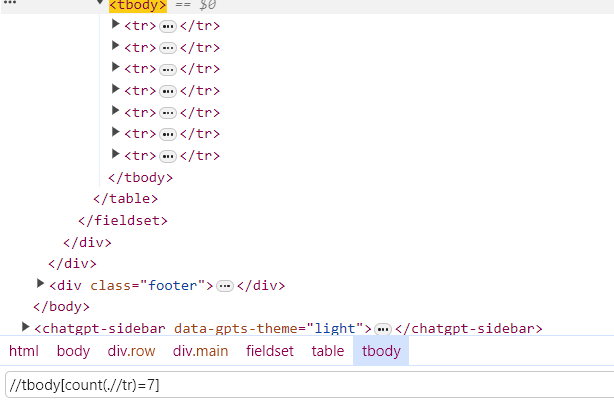 ••• ▼ <tbody> == $0
▶ <tr> ••• </tr>
▶ <tr> ••• </tr>
▶ <tr> ••• </tr>
▶ <tr> ••• </tr>
▶ <tr> ••• </tr>
▶ <tr> ••• </tr>
▶ <tr> ••• </tr>
</tbody>
</table>
</fieldset>
</div>
</div>
▶ <div class="footer"> ••• </div>
</body>
▶ <chatgpt-sidebar data-gpts-theme="light"> ••• </chatgpt-sidebar>
html body div.row div.main fieldset table tbody
//tbody[count(.//tr)=7]